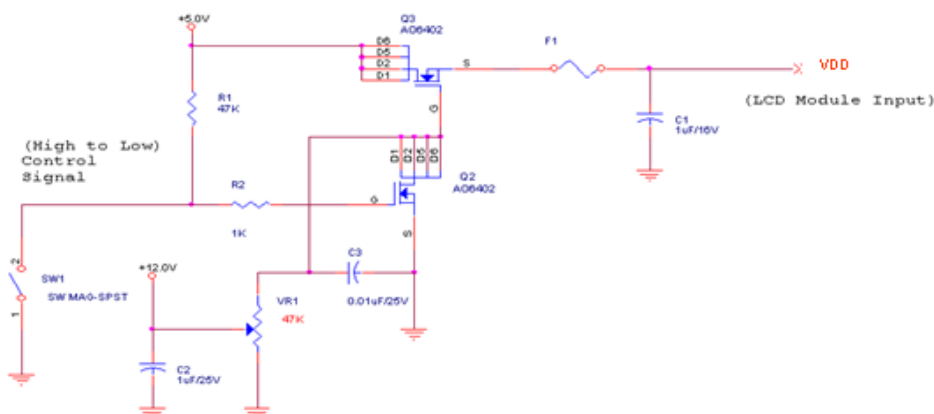 +5.0V
Q3
AO6402
D6
D5
D2
D1
S
G
F1
VDD
(LCD Module Input)
C1
1uF/16V
R1
47K
(High to Low)
Control
Signal
D1
D2
D5
D6
R2
1K
G
Q2
AO6402
S
2
SW1
SW MAG-SPST
1
+12.0V
C3
0.01uF/25V
VR1
47K
C2
1uF/25V